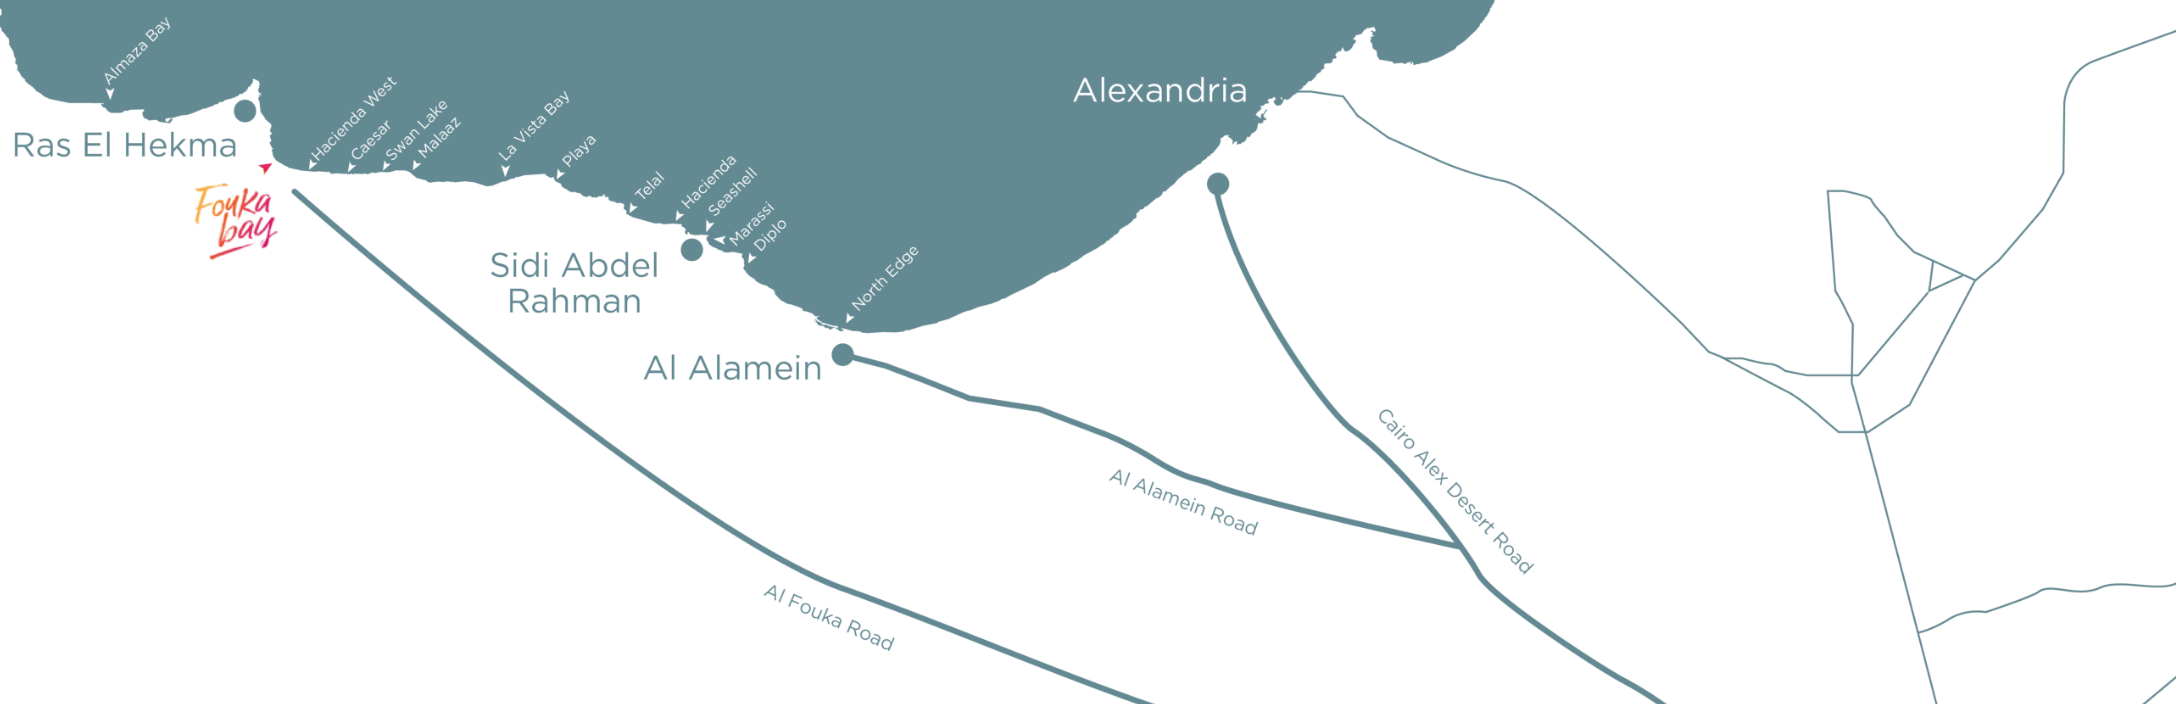 Almaza Bay
Ras El Hekma
Fouka
bay
Hacienda West
Caesar
Swan Lake
Malaaz
La Vista Bay
Playa
Telal
Hacienda
Seashell
Marassi
Diplo
Sidi Abdel
Rahman
North Edge
Al Alamein
Alexandria
Al Alamein Road
Cairo Alex Desert Road
Al Fouka Road